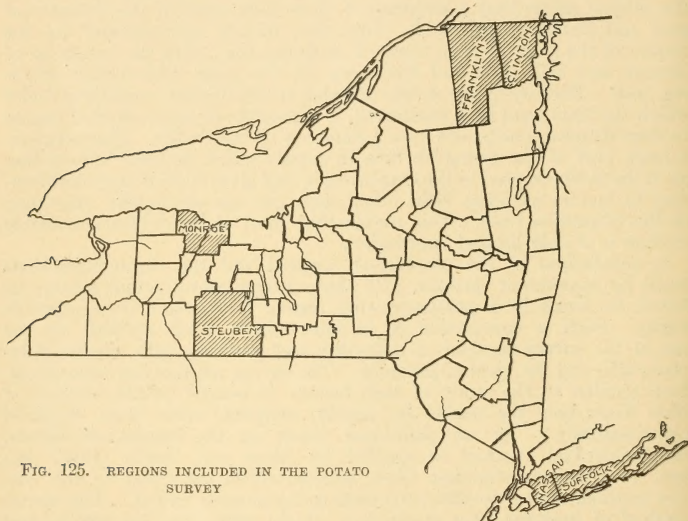 FRANKLIN
CLINTON
MONROE
STEUBEN
NASSAU
SUFFOLK
FIG. 125. REGIONS INCLUDED IN THE POTATO
SURVEY